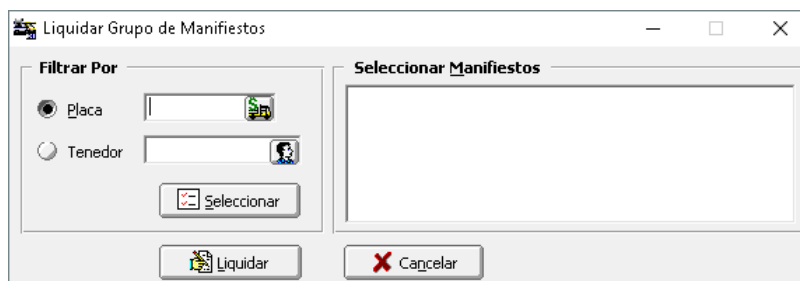 Liquidar Grupo de Manifiestos
Filtrar Por
Placa
Tenedor
Seleccionar
Seleccionar Manifiestos
Liquidar
Cancelar